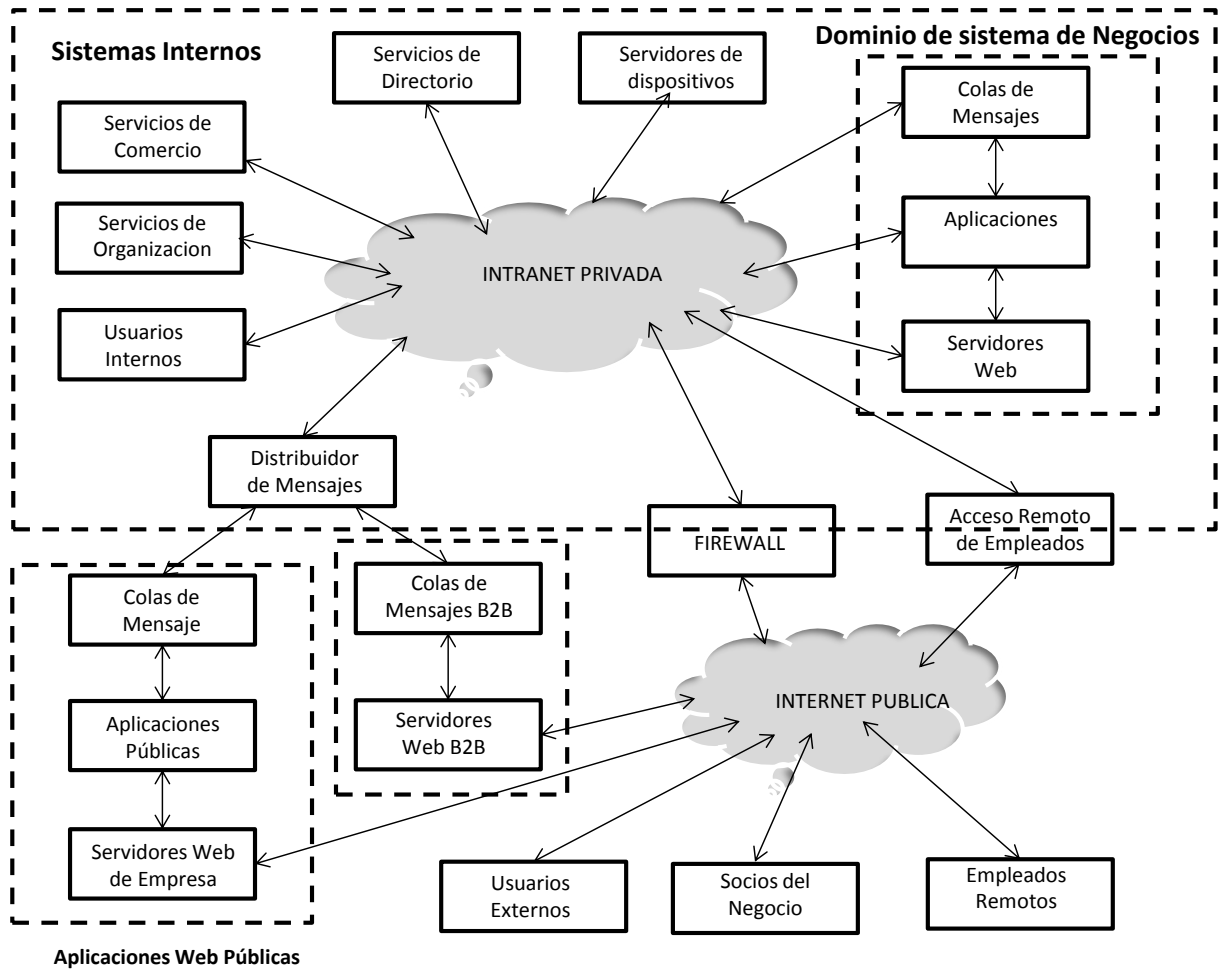 Sistemas Internos
Dominio de sistema de Negocios
Servicios de
Directorio
Servidores de
dispositivos
Colas de
Mensajes
Servicios de
Comercio
Servicios de
Organizacion
Aplicaciones
INTRANET PRIVADA
Usuarios
Internos
Servidores
Web
Distribuidor
de Mensajes
FIREWALL
Acceso Remoto
de Empleados
Colas de
Mensaje
Colas de
Mensajes B2B
Aplicaciones
Públicas
Servidores
Web B2B
INTERNET PUBLICA
Servidores Web
de Empresa
Usuarios
Externos
Socios del
Negocio
Empleados
Remotos
Aplicaciones Web Públicas